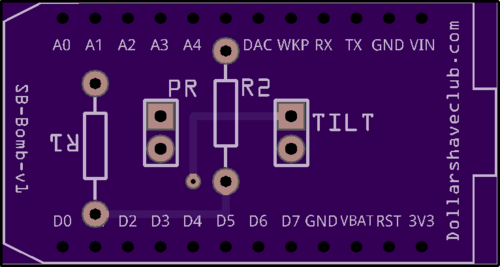 A0 A1 A2 A3 A4 DAC WKP RX TX GND VIN
PR
R2
R1
TILT
SB-Bomb-v1
Dollarshaveclub.com
D0 D2 D3 D4 D5 D6 D7 GND VBAT RST 3V3